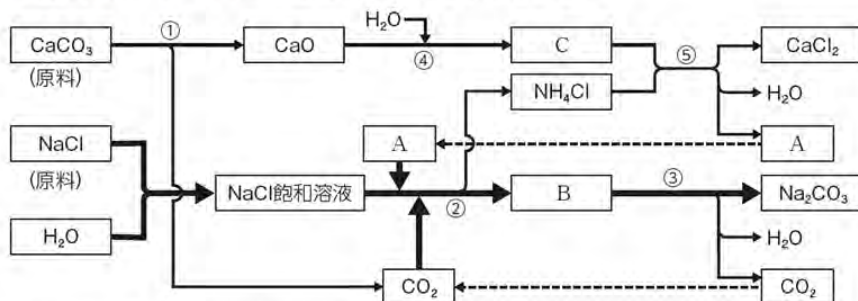 ① H₂O
CaCO₃ CaO ④ C ⑤ CaCl₂
(原料) NH₄Cl H₂O
NaCl A A
(原料) NaCl飽和溶液 ② B ③ Na₂CO₃
H₂O H₂O
CO₂ CO₂